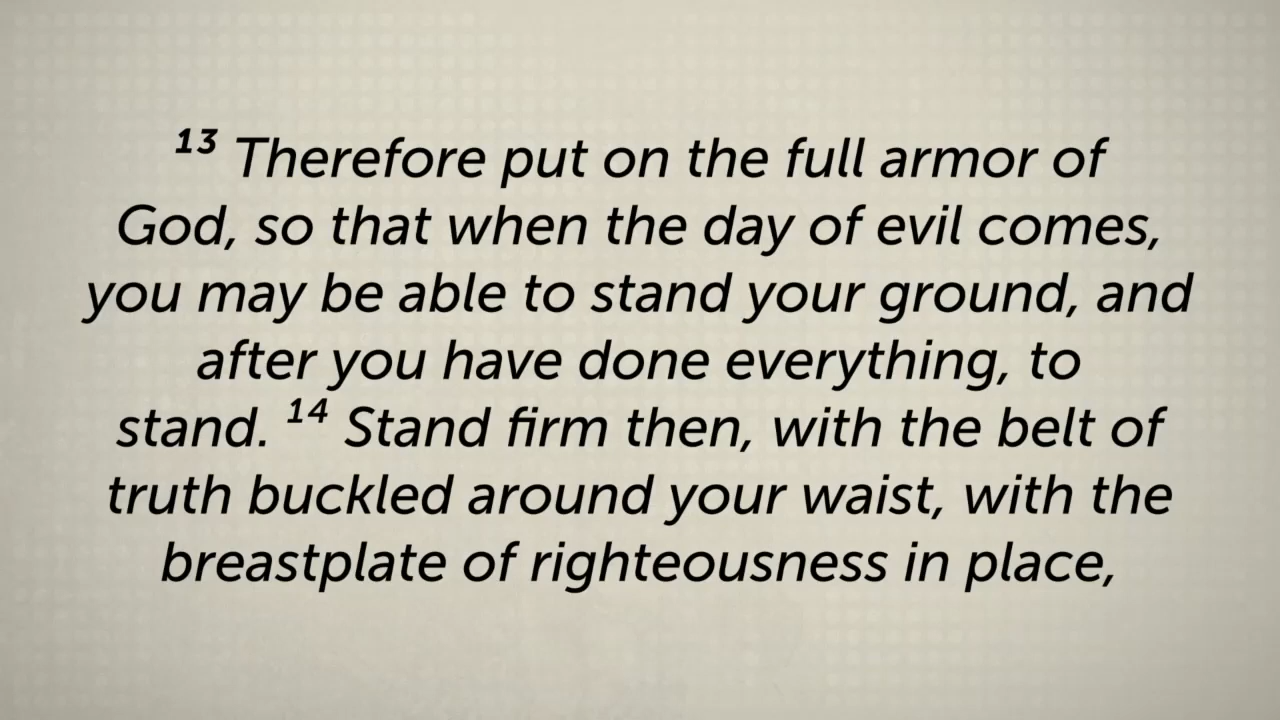 13 Therefore put on the full armor of
God, so that when the day of evil comes,
you may be able to stand your ground, and
after you have done everything, to
stand. 14 Stand firm then, with the belt of
truth buckled around your waist, with the
breastplate of righteousness in place,